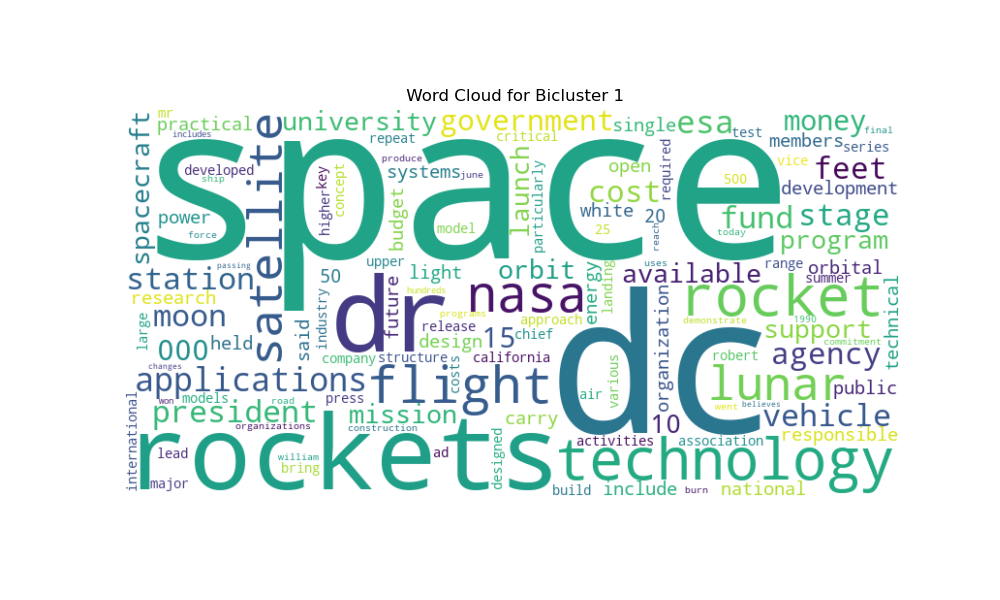 Word Cloud for Bicluster 1
space
dc
rockets
dr
satellite
nasa
flight
rocket
technology
lunar
mr
practical
includes
university
government
single
esa
money
final
repeat
critical
test
members
series
spacecraft
developed
ship
systems
produce
june
launch
particularly
open
cost
required
vice
feet
500
development
power
force
higher
key
concept
budget
model
white
20
25
reach
fund
stage
today
program
passing
station
upper
light
orbit
energy
landing
uses
available
range
orbital
summer
research
50
future
hundreds
programs
large
moon
industry
said
release
15
approach
chief
organization
demonstrate
1990
support
commitment
technical
000
held
design
company
structure
costs
california
robert
agency
changes
applications
models
road
won
press
air
various
public
president
mission
carry
10
went
believes
vehicle
international
organizations
construction
activities
association
responsible
lead
william
bring
ad
designed
major
build
include
burn
national